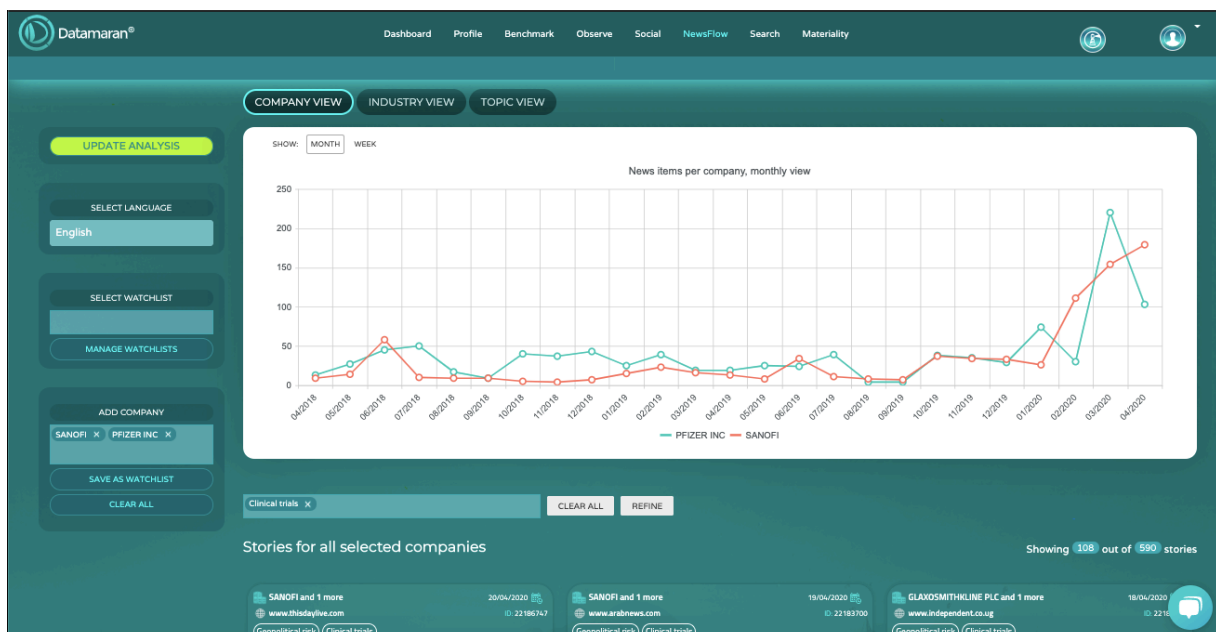 Datamaran®
Dashboard Profile Benchmark Observe Social NewsFlow Search Materiality
COMPANY VIEW INDUSTRY VIEW TOPIC VIEW
UPDATE ANALYSIS
SELECT LANGUAGE
English
SELECT WATCHLIST
MANAGE WATCHLISTS
ADD COMPANY
SANOFI × PFIZER INC ×
SAVE AS WATCHLIST
CLEAR ALL
SHOW: MONTH WEEK
News items per company, monthly view
250
200
150
100
50
0
04/2018 05/2018 06/2018 07/2018 08/2018 09/2018 10/2018 11/2018 12/2018 01/2019 02/2019 03/2019 04/2019 05/2019 06/2019 07/2019 08/2019 09/2019 10/2019 11/2019 12/2019 01/2020 02/2020 03/2020 04/2020
PFIZER INC SANOFI
Clinical trials × CLEAR ALL REFINE
Stories for all selected companies
Showing 108 out of 590 stories
SANOFI and 1 more 20/04/2020
www.thisdaylive.com ID: 22186747
Geopolitical risk Clinical trials
SANOFI and 1 more 19/04/2020
www.arabnews.com ID: 22183700
Geopolitical risk Clinical trials
GLAXOSMITHKLINE PLC and 1 more 18/04/2020
www.independent.co.ug ID:
Geopolitical risk Clinical trials